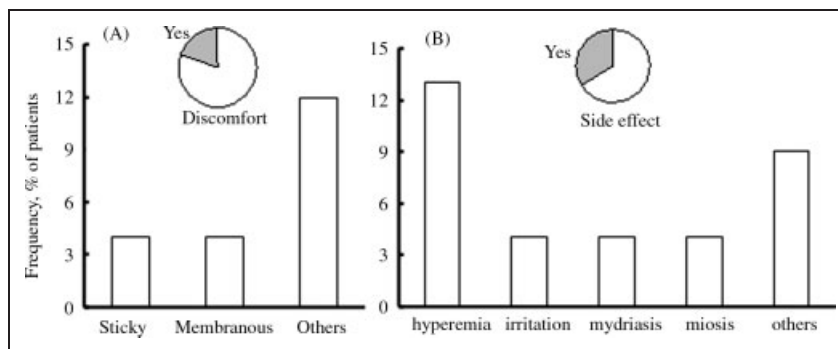 (A)
Yes
Discomfort
Frequency, % of patients
15
12
9
6
3
0
Sticky Membranous Others
(B)
Yes
Side effect
15
12
9
6
3
0
hyperemia irritation mydriasis miosis others